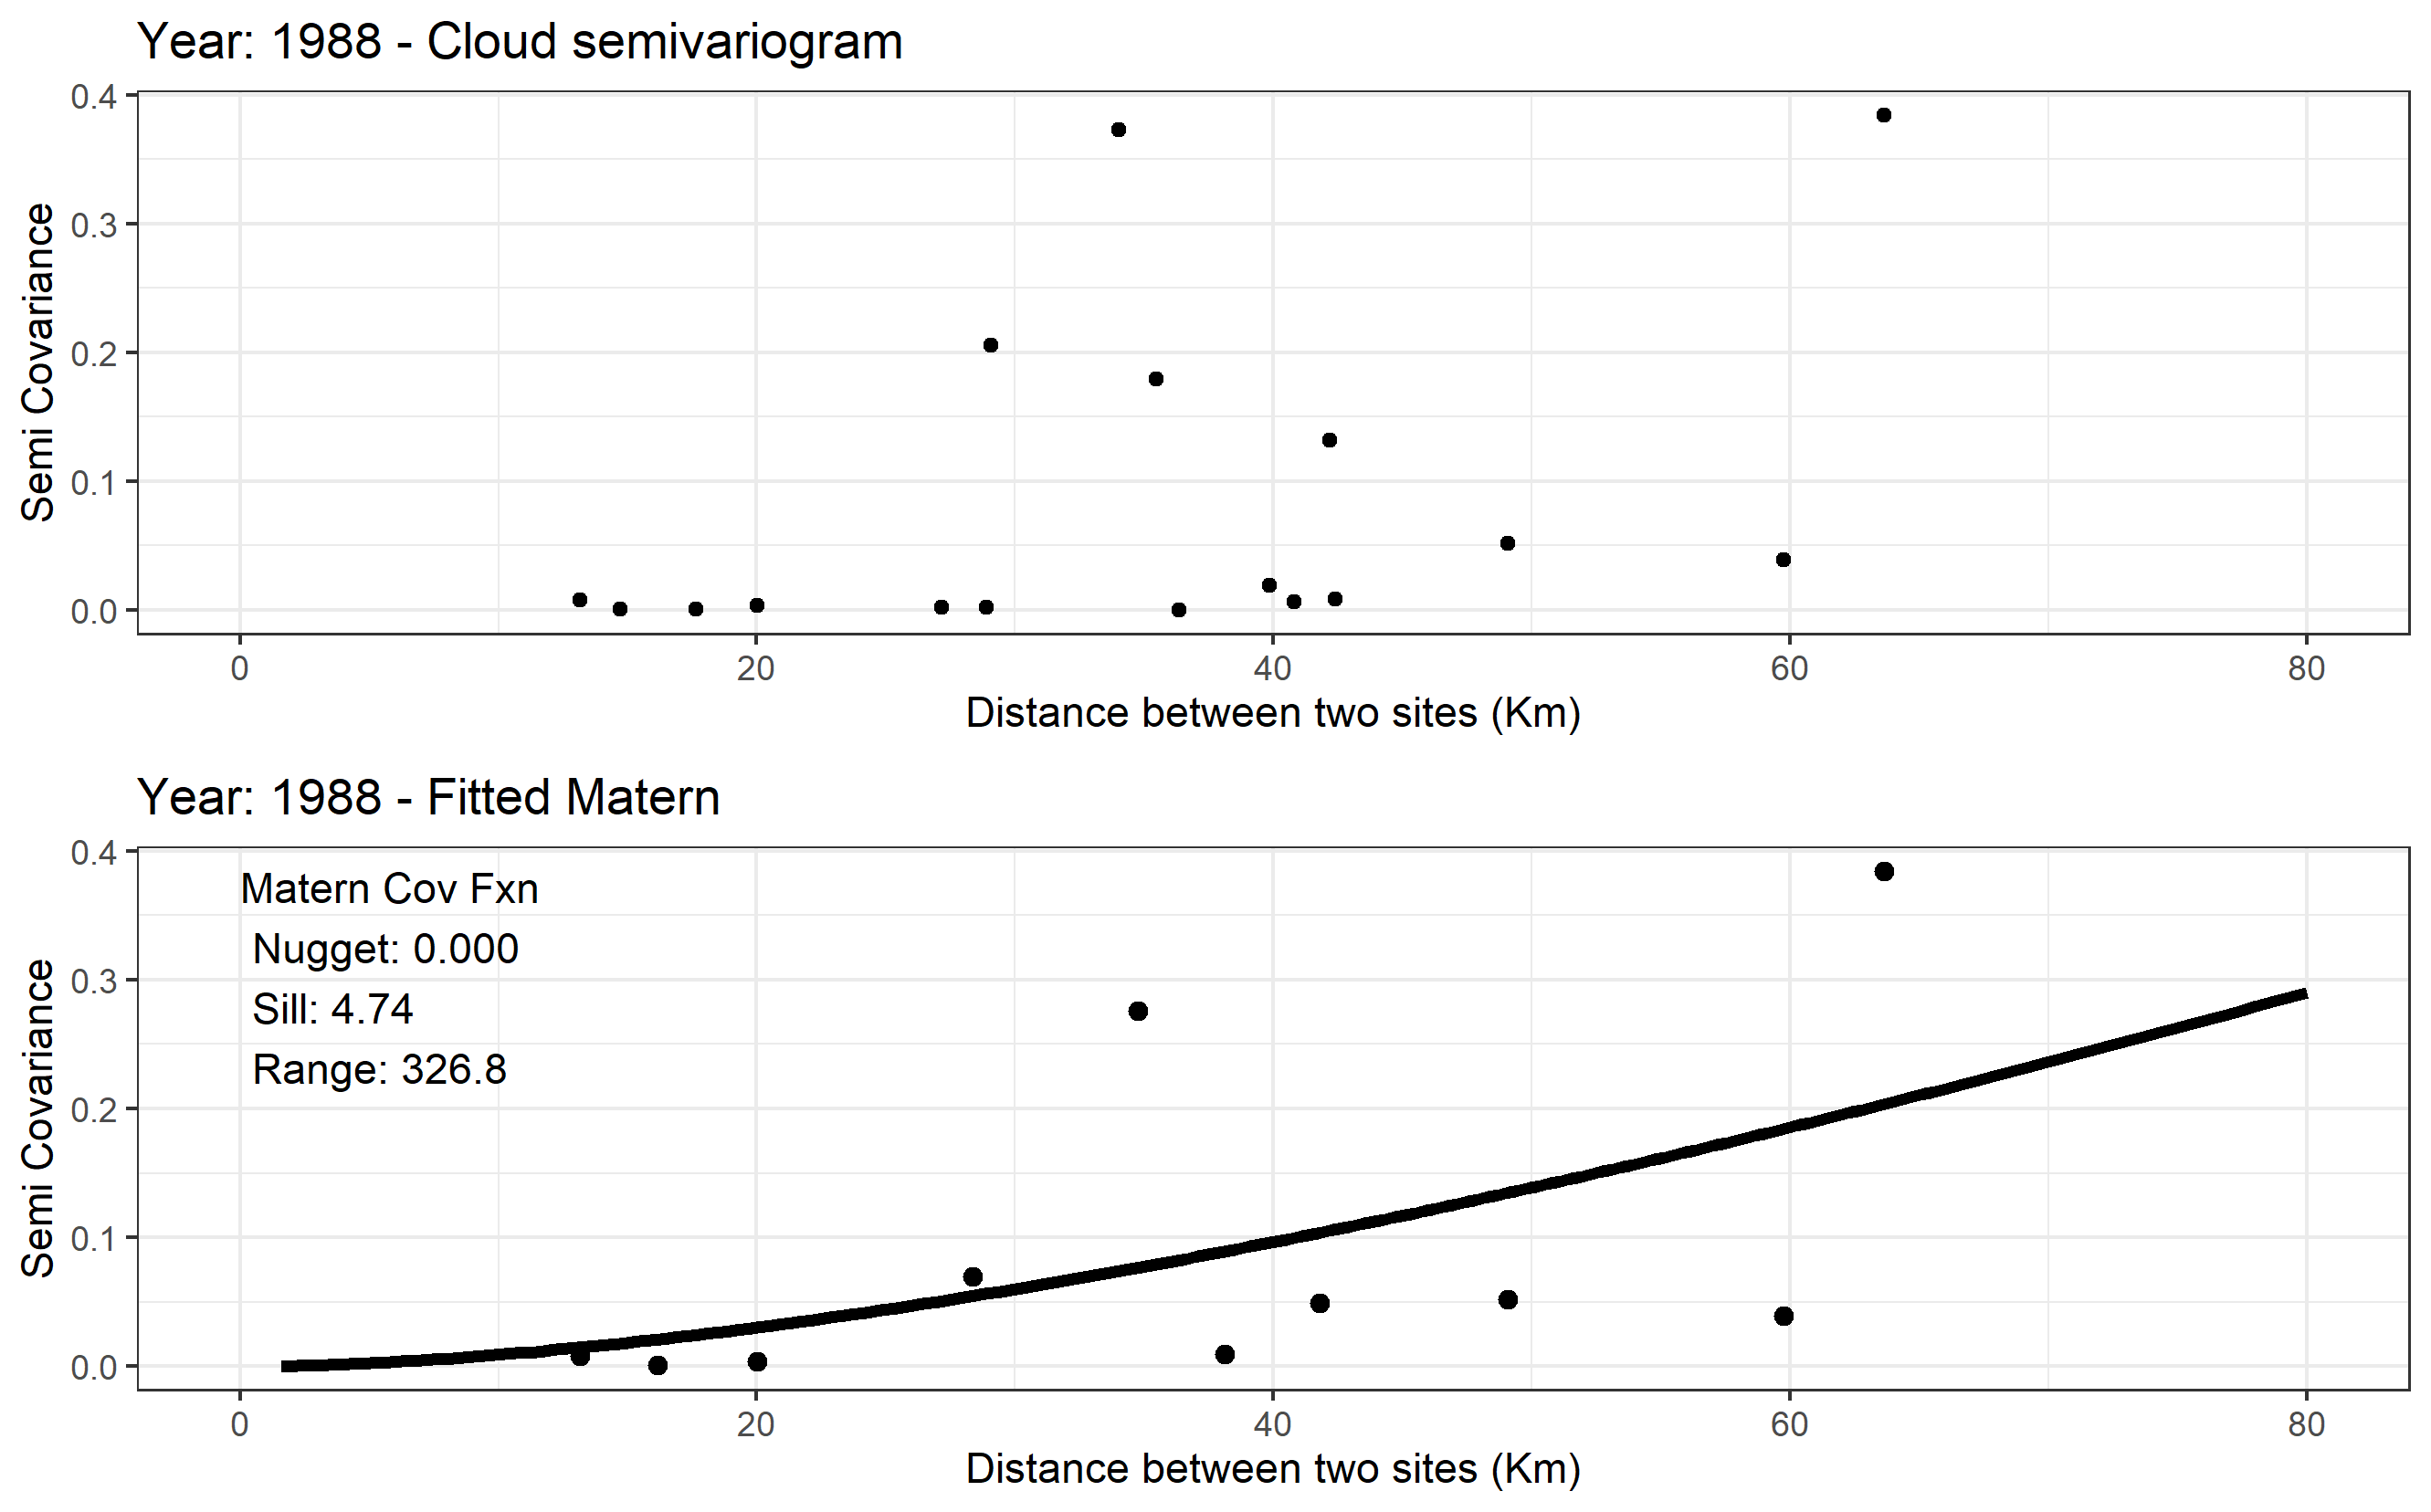 Year: 1988 - Cloud semivariogram
0.4
0.3
0.2
0.1
0.0
Semi Covariance
0 20 40 60 80
Distance between two sites (Km)
Year: 1988 - Fitted Matern
0.4
0.3
0.2
0.1
0.0
Semi Covariance
Matern Cov Fxn
Nugget: 0.000
Sill: 4.74
Range: 326.8
0 20 40 60 80
Distance between two sites (Km)